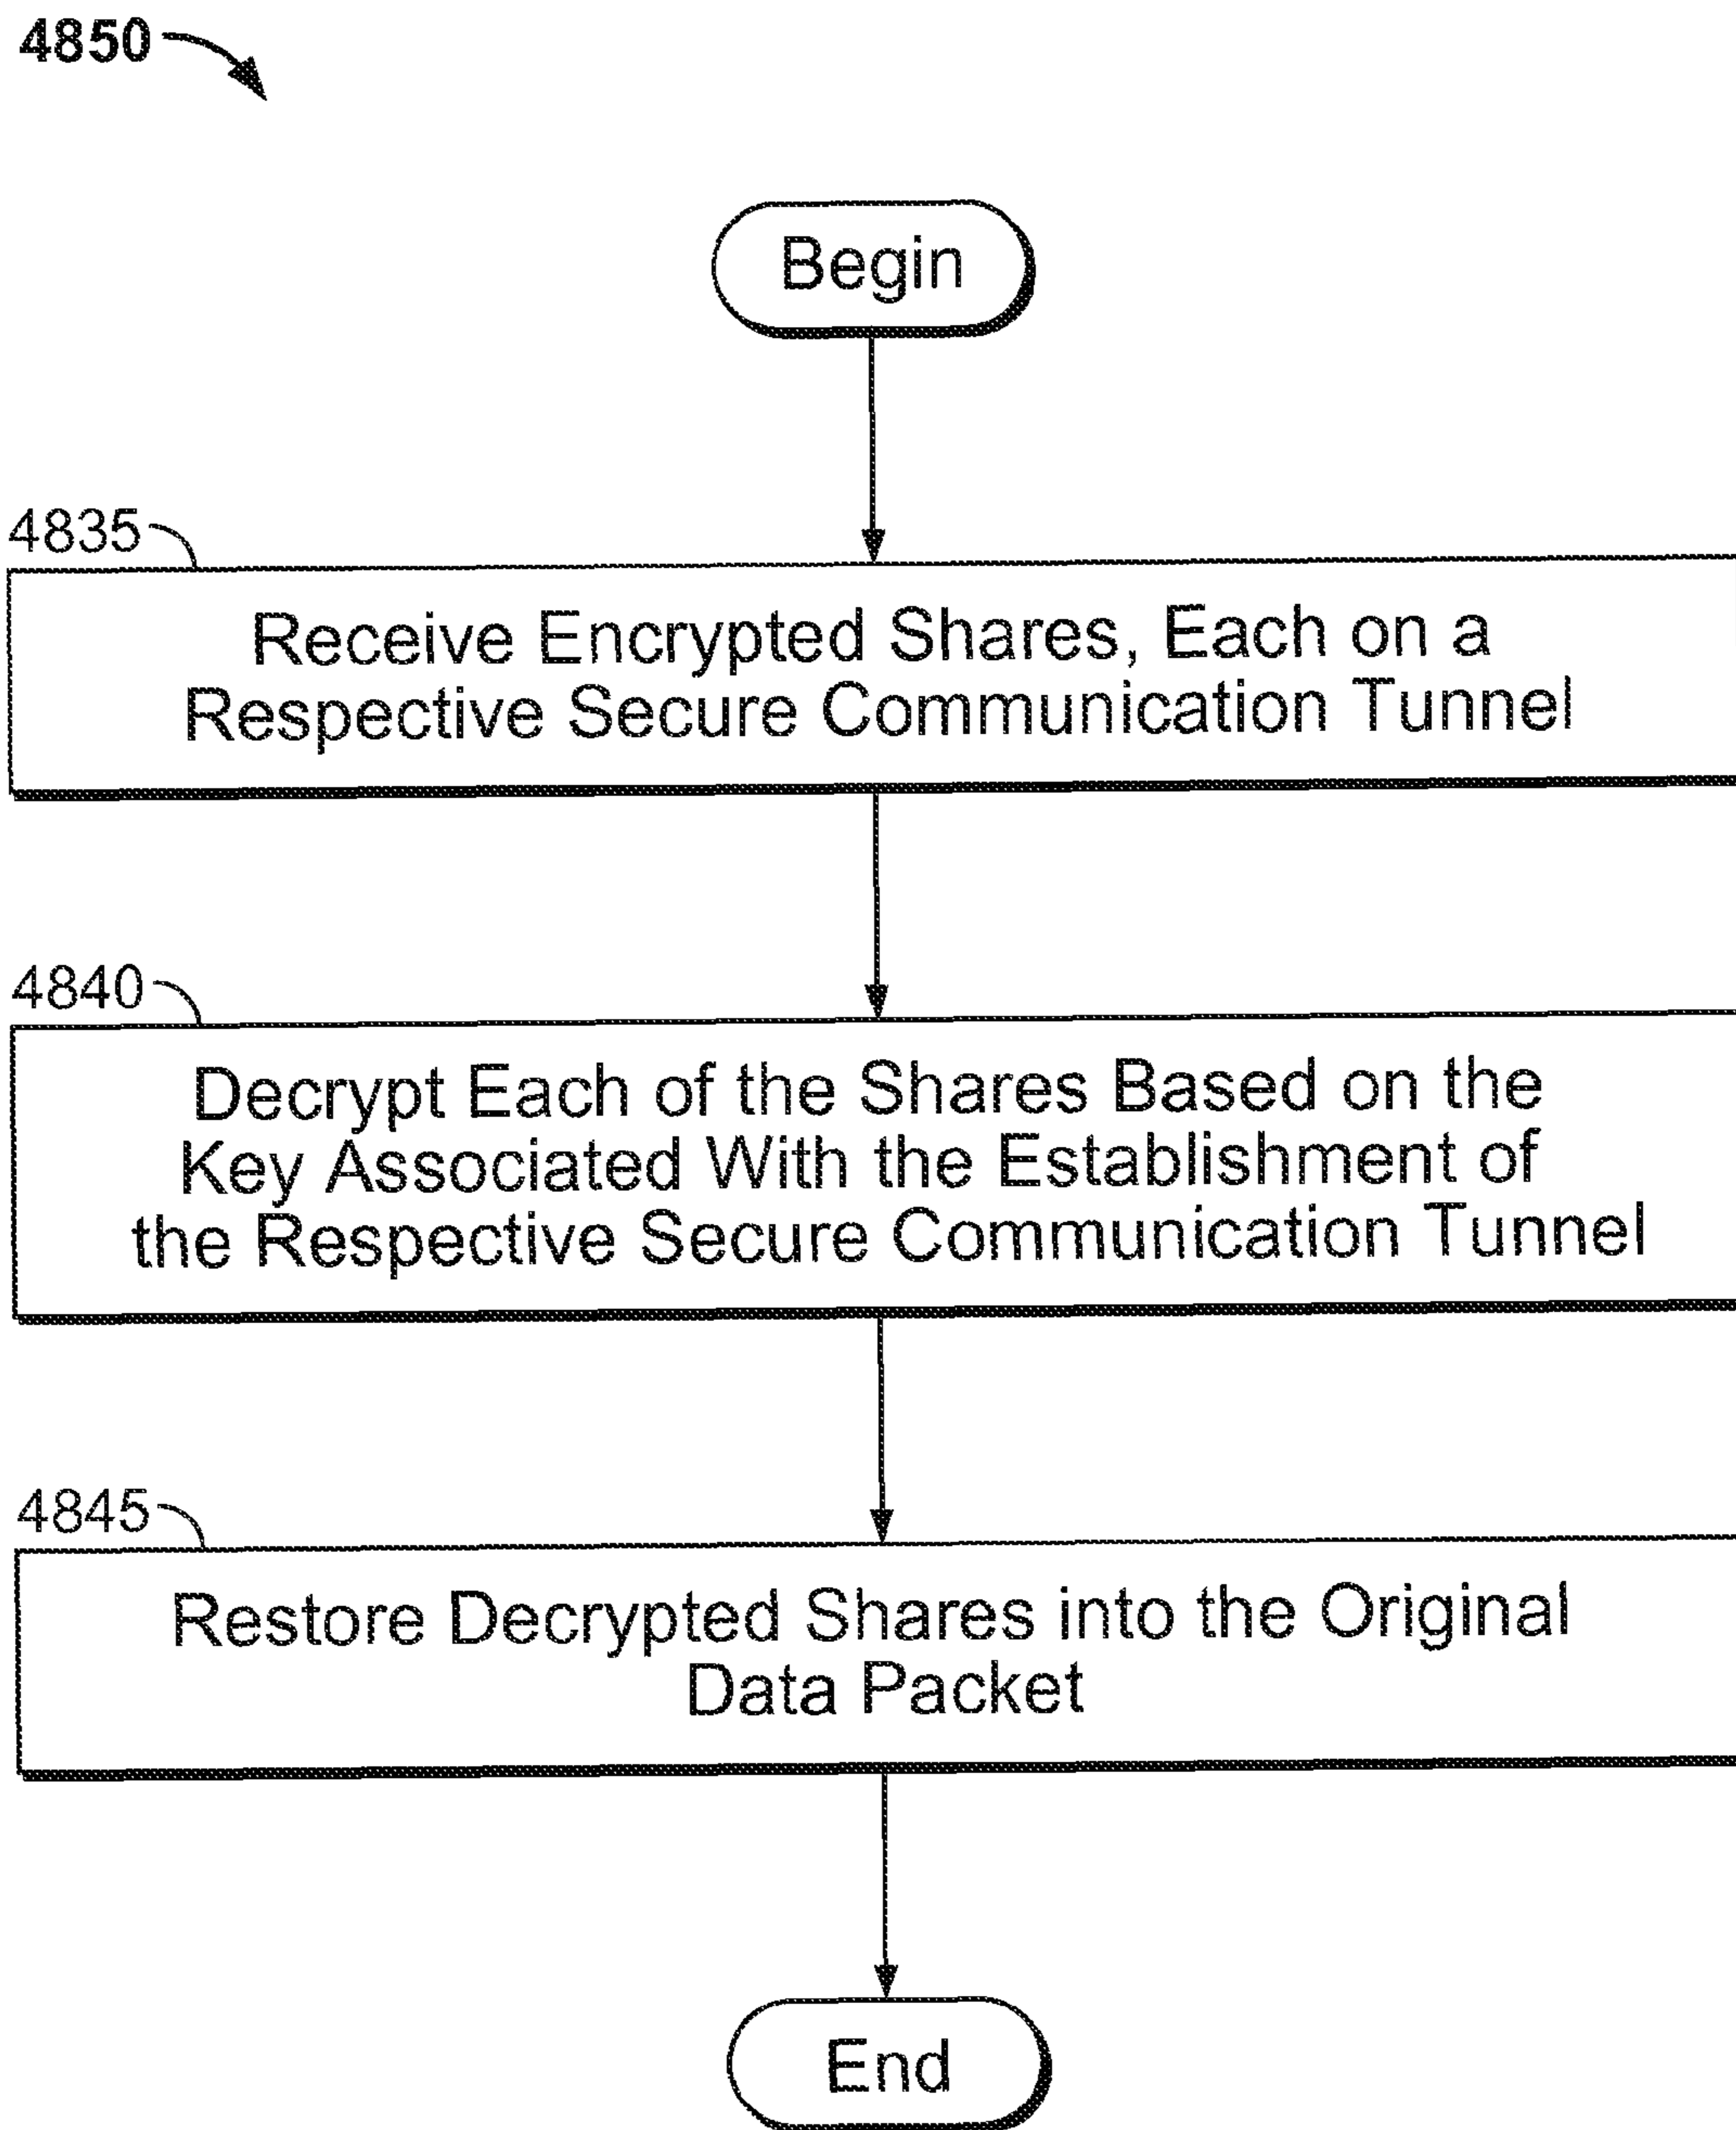 4850
Begin
4835
Receive Encrypted Shares, Each on a
Respective Secure Communication Tunnel
4840
Decrypt Each of the Shares Based on the
Key Associated With the Establishment of
the Respective Secure Communication Tunnel
4845
Restore Decrypted Shares into the Original
Data Packet
End